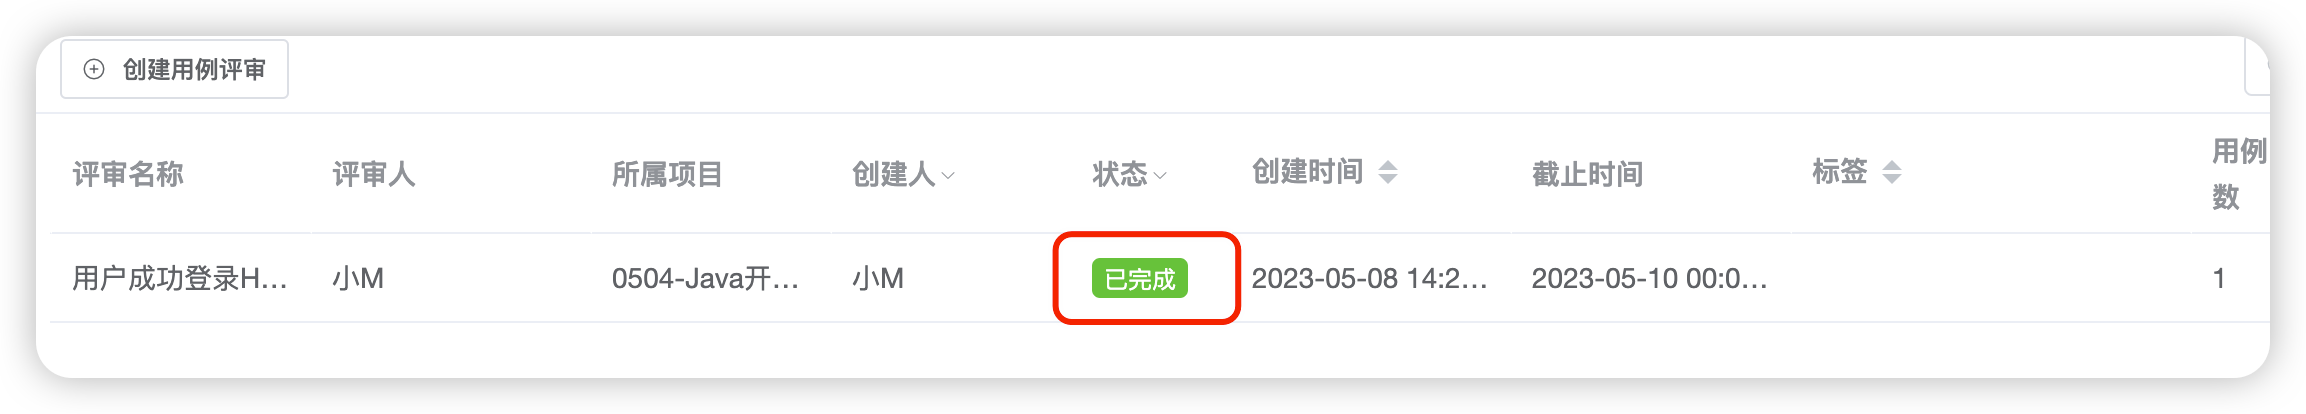 创建用例评审
评审名称 评审人 所属项目 创建人 状态 创建时间 截止时间 标签 用例数
用户成功登录H... 小M 0504-Java开... 小M 已完成 2023-05-08 14:2... 2023-05-10 00:0... 1